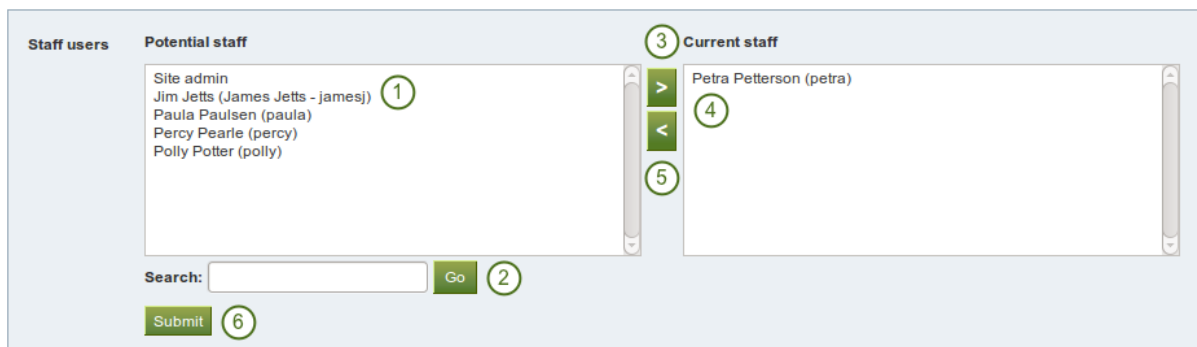 Staff users
Potential staff
3
Current staff
Site admin
Jim Jetts (James Jetts - jamesj)
1
Paula Paulsen (paula)
Percy Pearle (percy)
Polly Potter (polly)
>
<
5
Petra Petterson (petra)
4
Search:
Go
2
Submit
6